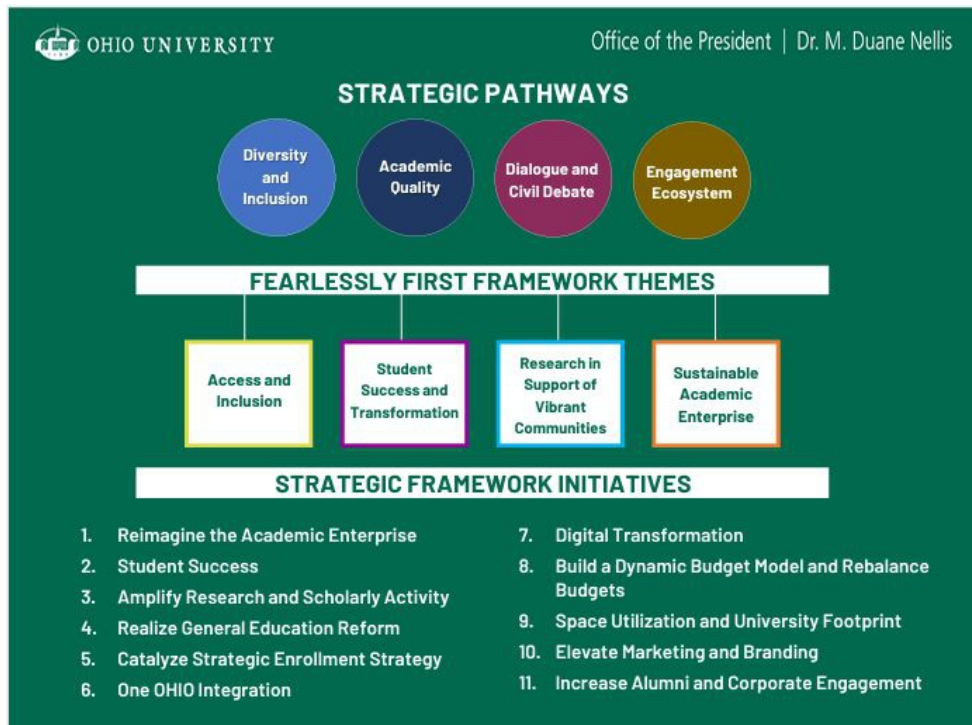 OHIO UNIVERSITY
Office of the President | Dr. M. Duane Nellis
STRATEGIC PATHWAYS
Diversity
and
Inclusion
Academic
Quality
Dialogue and
Civil Debate
Engagement
Ecosystem
FEARLESSLY FIRST FRAMEWORK THEMES
Access and
Inclusion
Student
Success and
Transformation
Research in
Support of
Vibrant
Communities
Sustainable
Academic
Enterprise
STRATEGIC FRAMEWORK INITIATIVES
1. Reimagine the Academic Enterprise
2. Student Success
3. Amplify Research and Scholarly Activity
4. Realize General Education Reform
5. Catalyze Strategic Enrollment Strategy
6. One OHIO Integration
7. Digital Transformation
8. Build a Dynamic Budget Model and Rebalance
Budgets
9. Space Utilization and University Footprint
10. Elevate Marketing and Branding
11. Increase Alumni and Corporate Engagement